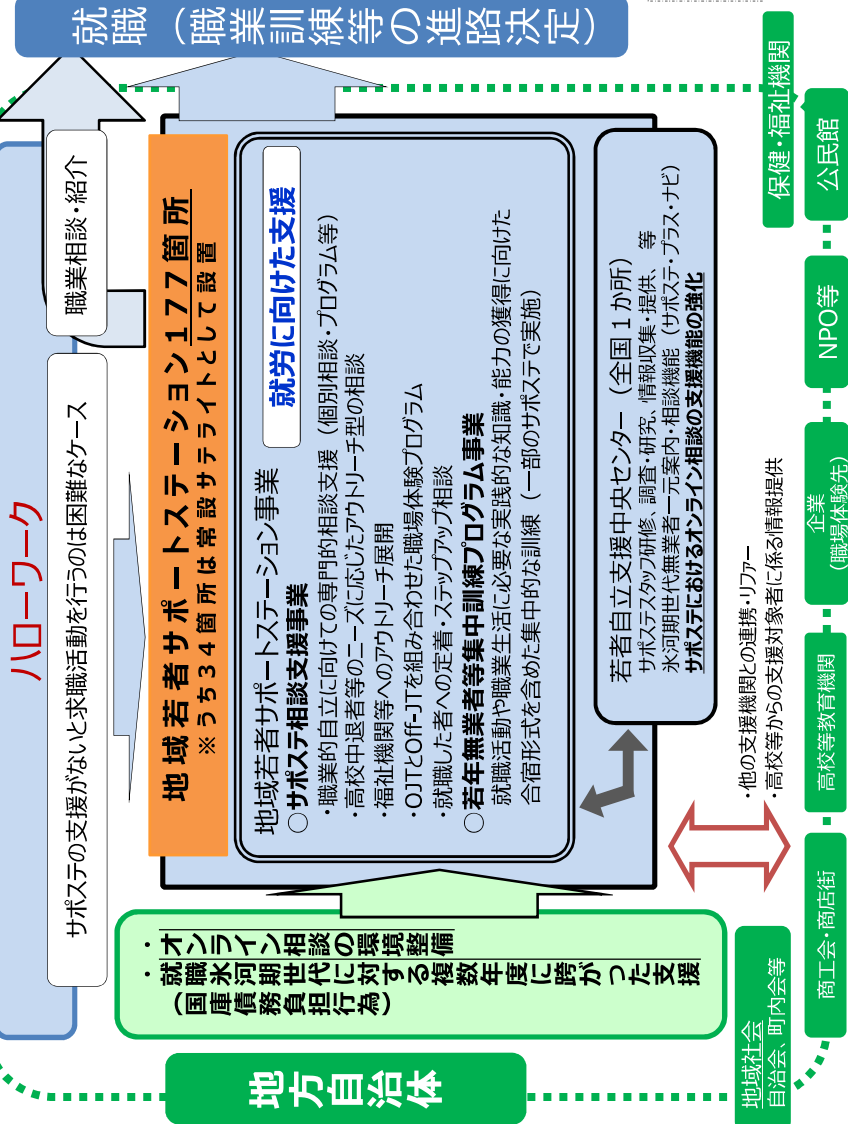 ハローワーク
サポステの支援がないと求職活動を行うのは困難なケース
職業相談・紹介
就職（職業訓練等の進路決定）
地域若者サポートステーション１７７箇所
※うち３４箇所は常設サテライトとして設置
就労に向けた支援
地域若者サポートステーション事業
○サポステ相談支援事業
・職業的自立に向けての専門的相談支援（個別相談・プログラム等）
・高校中退者等のニーズに応じたアウトリーチ型の相談
・福祉機関等へのアウトリーチ展開
・OJTとOff-JTを組み合わせた職場体験プログラム
・就職した者への定着・ステップアップ相談
○若年無業者等集中訓練プログラム事業
就職活動や職業生活に必要な実践的な知識・能力の獲得に向けた
合宿形式を含めた集中的な訓練（一部のサポステで実施）
若者自立支援中央センター（全国１か所）
サポステスタッフ研修、調査・研究、情報収集・提供、等
氷河期世代無業者一元案内・相談機能（サポステ・プラス・ナビ）
サポステにおけるオンライン相談の支援機能の強化
・オンライン相談の環境整備
・就職氷河期世代に対する複数年度に跨がった支援
（国庫債務負担行為）
地方自治体
・他の支援機関との連携・リファー
・高校等からの支援対象者に係る情報提供
地域社会
自治会、町内会等
商工会・商店街
高校等教育機関
企業
（職場体験先）
NPO等
公民館
保健・福祉機関